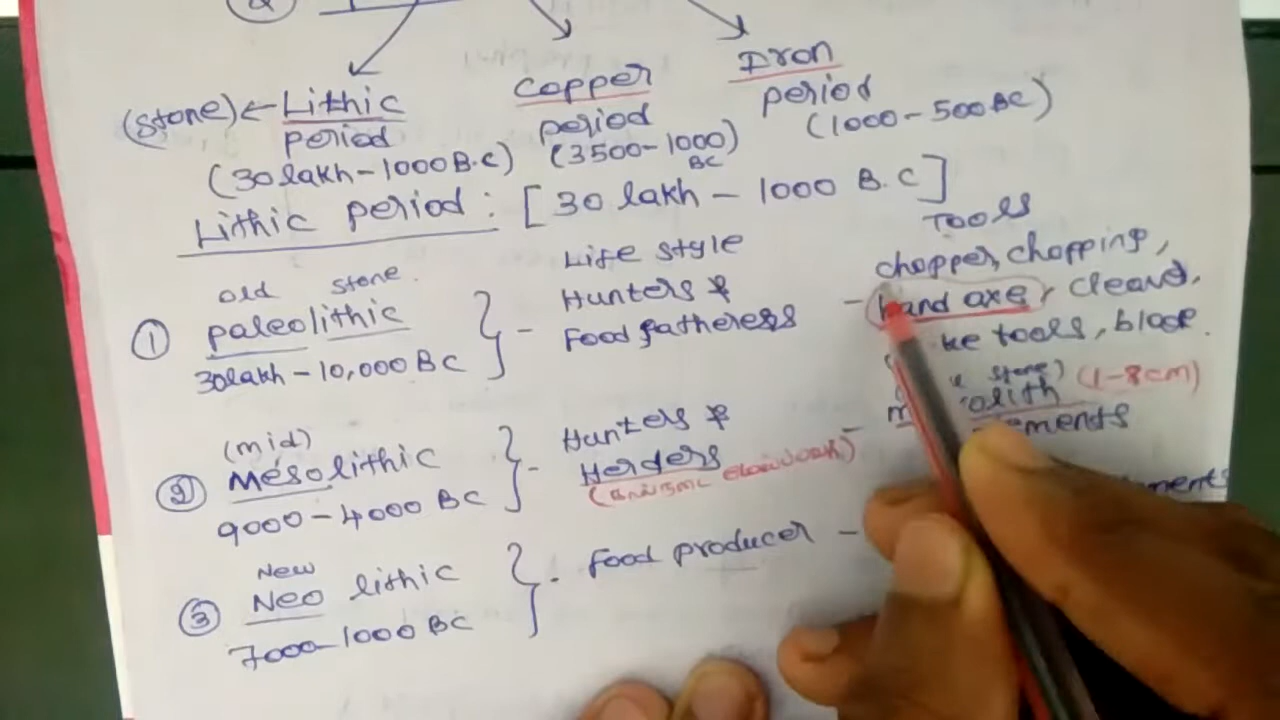 (stone) ← Lithic
period
(30 lakh - 1000 B.C)
Copper
period
(3500-1000)
BC
Iron
period
(1000-500 BC)
Lithic period : [30 lakh - 1000 B.C]
Life style
Tools
old stone
① paleolithic
30 lakh - 10,000 BC
Hunters &
Food gatherers
- chopper, chopping,
hand axe,
tools, blade.
(mid)
② Mesolithic
9000 - 4000 BC
- Hunters &
Herders
stone) (1-8cm)
New
③ Neo lithic
7000-1000 BC
Food producer -